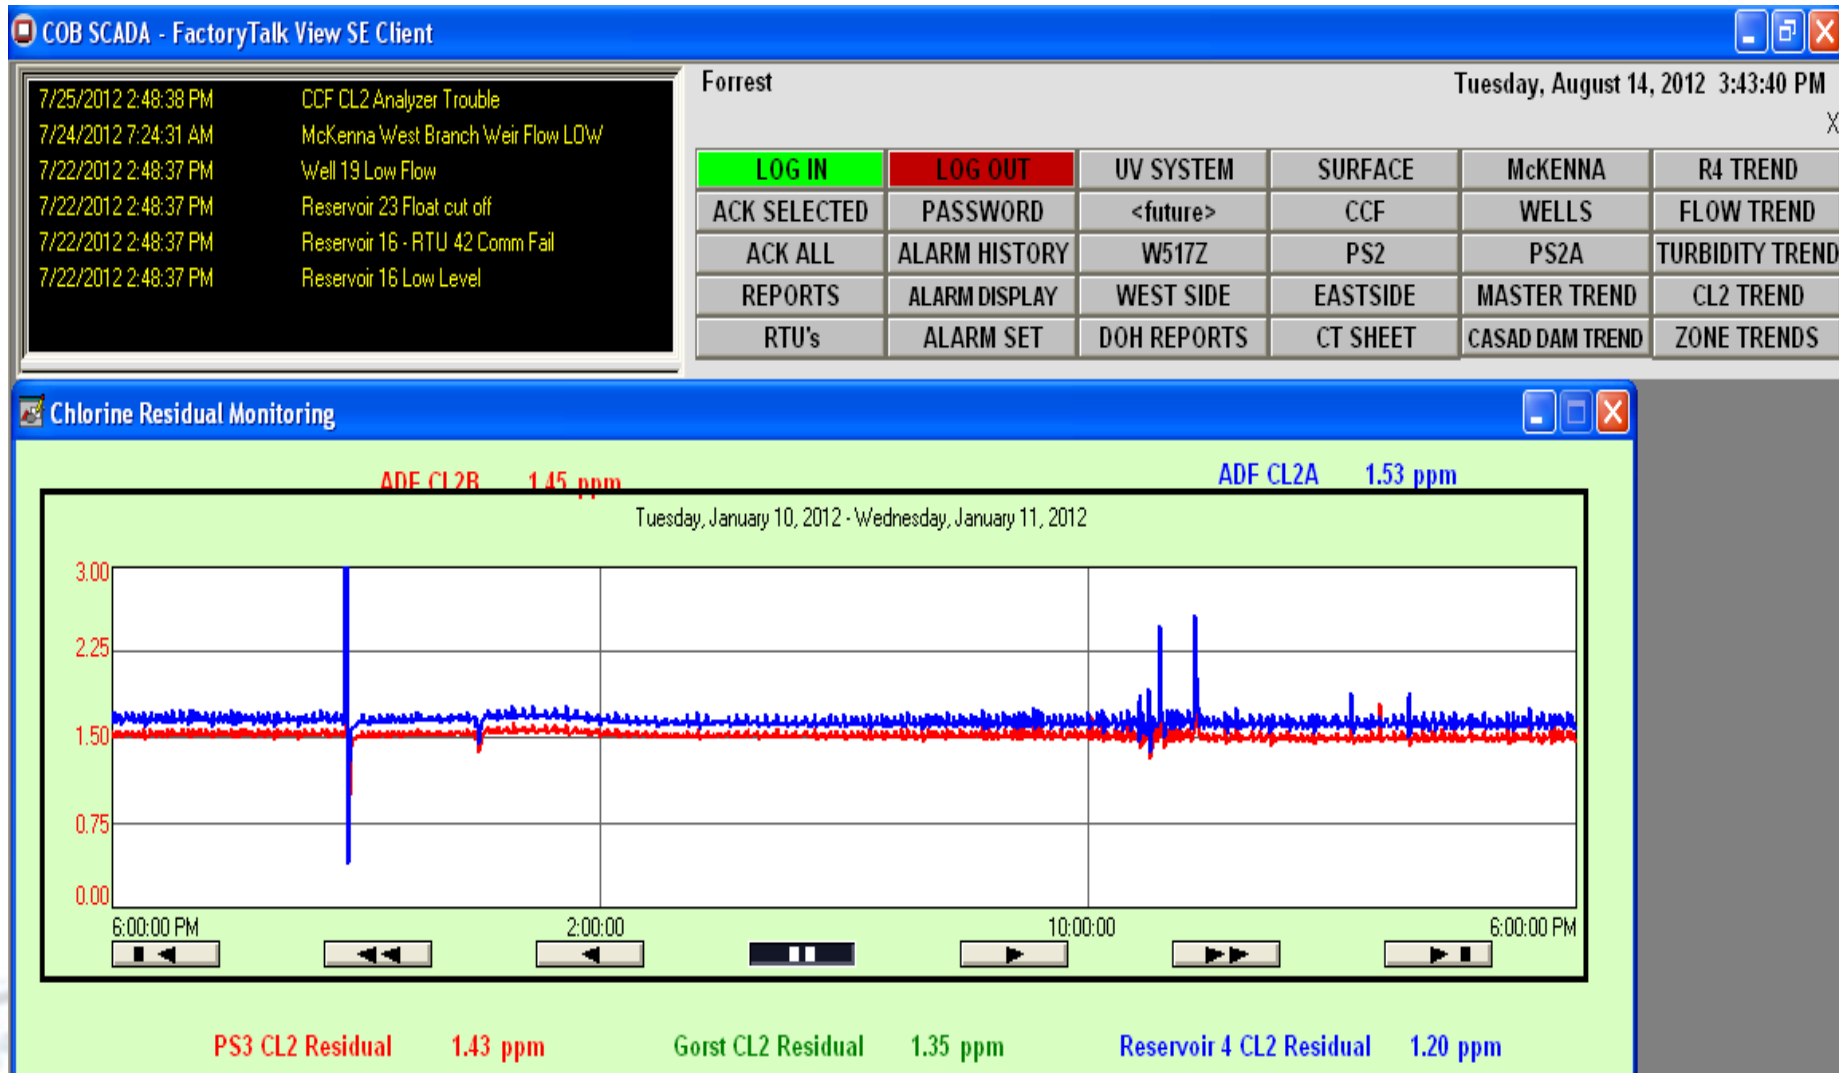 COB SCADA - FactoryTalk View SE Client
7/25/2012 2:48:38 PM CCF CL2 Analyzer Trouble
7/24/2012 7:24:31 AM McKenna West Branch Weir Flow LOW
7/22/2012 2:48:37 PM Well 19 Low Flow
7/22/2012 2:48:37 PM Reservoir 23 Float cut off
7/22/2012 2:48:37 PM Reservoir 16 - RTU 42 Comm Fail
7/22/2012 2:48:37 PM Reservoir 16 Low Level
Forrest Tuesday, August 14, 2012 3:43:40 PM
X
LOG IN LOG OUT UV SYSTEM SURFACE McKENNA R4 TREND
ACK SELECTED PASSWORD <future> CCF WELLS FLOW TREND
ACK ALL ALARM HISTORY W517Z PS2 PS2A TURBIDITY TREND
REPORTS ALARM DISPLAY WEST SIDE EASTSIDE MASTER TREND CL2 TREND
RTU's ALARM SET DOH REPORTS CT SHEET CASAD DAM TREND ZONE TRENDS
Chlorine Residual Monitoring
ADF CL2B 1.45 ppm ADF CL2A 1.53 ppm
Tuesday, January 10, 2012 - Wednesday, January 11, 2012
3.00
2.25
1.50
0.75
0.00
6:00:00 PM 2:00:00 10:00:00 6:00:00 PM
PS3 CL2 Residual 1.43 ppm Gorst CL2 Residual 1.35 ppm Reservoir 4 CL2 Residual 1.20 ppm